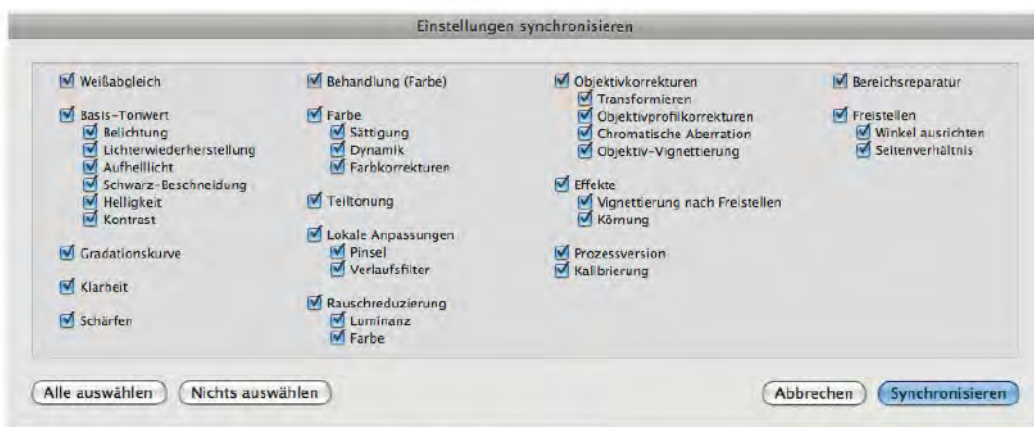 Einstellungen synchronisieren
Weißabgleich
Basis-Tonwert
Belichtung
Lichterwiederherstellung
Aufhelllicht
Schwarz-Beschneidung
Helligkeit
Kontrast
Gradationskurve
Klarheit
Schärfen
Behandlung (Farbe)
Farbe
Sättigung
Dynamik
Farbkorrekturen
Teiltonung
Lokale Anpassungen
Pinsel
Verlaufsfilter
Rauschreduzierung
Luminanz
Farbe
Objektivkorrekturen
Transformieren
Objektivprofilkorrekturen
Chromatische Aberration
Objektiv-Vignettierung
Effekte
Vignettierung nach Freistellen
Körnung
Prozessversion
Kalibrierung
Bereichsreparatur
Freistellen
Winkel ausrichten
Seitenverhältnis
Alle auswählen
Nichts auswählen
Abbrechen
Synchronisieren